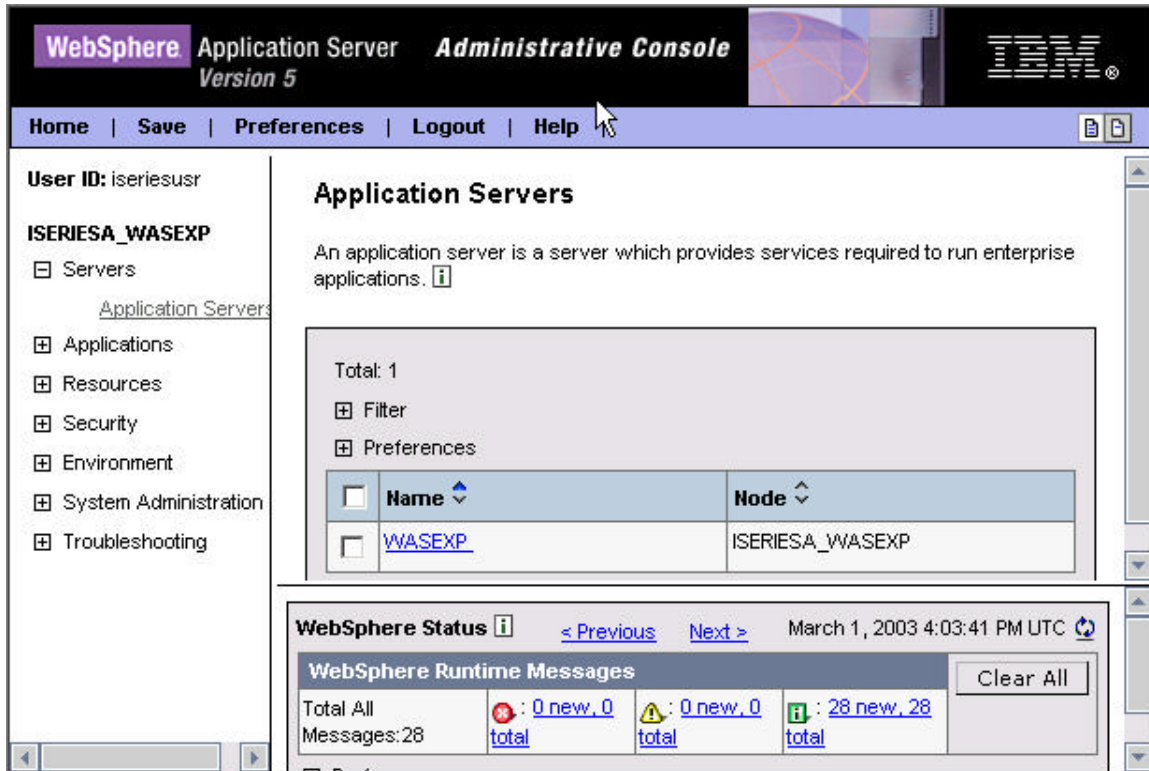 WebSphere Application Server Administrative Console
Version 5
IBM®
Home | Save | Preferences | Logout | Help
User ID: iseriesusr
ISERIESA_WASEXP
Servers
Application Servers
Applications
Resources
Security
Environment
System Administration
Troubleshooting
Application Servers
An application server is a server which provides services required to run enterprise
applications.
Total: 1
Filter
Preferences
Name Node
WASEXP ISERIESA_WASEXP
WebSphere Status < Previous Next > March 1, 2003 4:03:41 PM UTC
WebSphere Runtime Messages
Clear All
Total All
Messages:28
: 0 new, 0
total
: 0 new, 0
total
: 28 new, 28
total